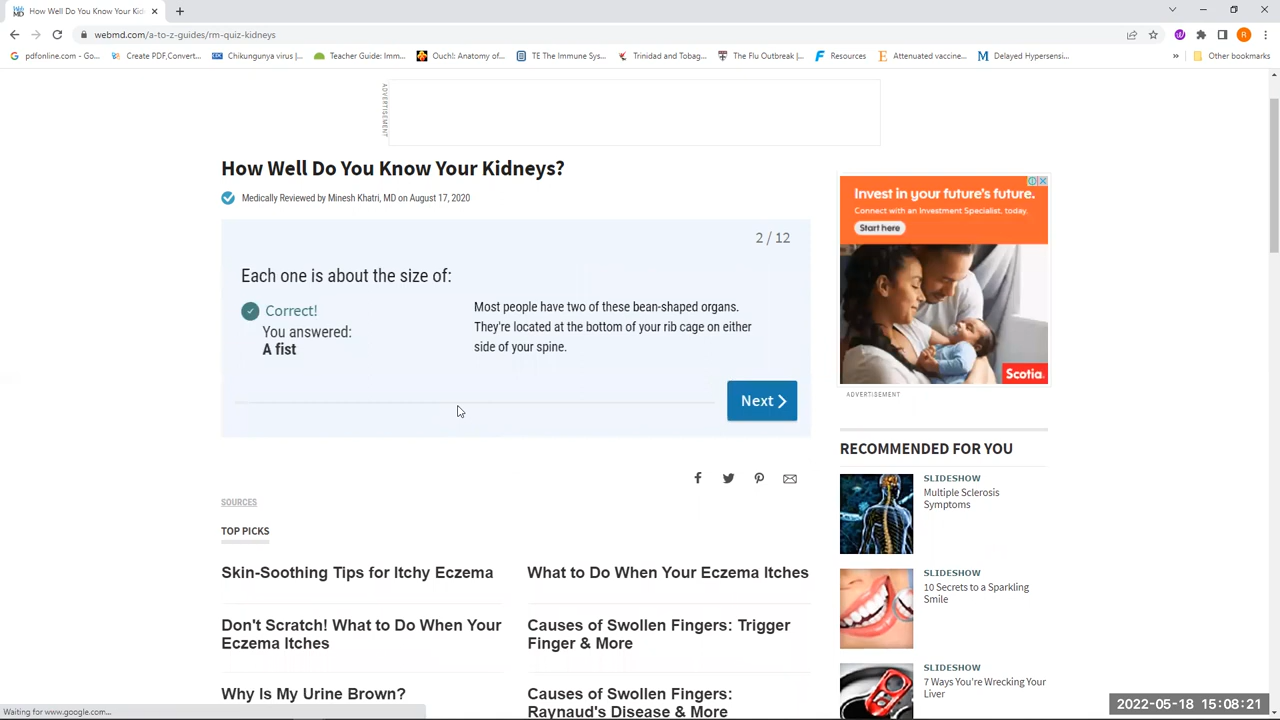 How Well Do You Know Your Kid
webmd.com/a-to-z-guides/rm-quiz-kidneys
R
pdfonline.com - Go...
Create PDF,Convert...
Chikungunya virus |...
Teacher Guide: Imm...
Ouch!: Anatomy of...
TE The Immune Sys...
Trinidad and Tobag...
The Flu Outbreak |...
Resources
Attenuated vaccine...
Delayed Hypersensi...
»
Other bookmarks
ADVERTISEMENT
How Well Do You Know Your Kidneys?
Medically Reviewed by Minesh Khatri, MD on August 17, 2020
2 / 12
Each one is about the size of:
Correct!
You answered:
A fist
Most people have two of these bean-shaped organs.
They're located at the bottom of your rib cage on either
side of your spine.
Next
SOURCES
TOP PICKS
Skin-Soothing Tips for Itchy Eczema
What to Do When Your Eczema Itches
Don't Scratch! What to Do When Your
Eczema Itches
Causes of Swollen Fingers: Trigger
Finger & More
Why Is My Urine Brown?
Causes of Swollen Fingers:
Raynaud's Disease & More
Invest in your future's future.
Connect with an Investment Specialist, today.
Start here
Scotia
ADVERTISEMENT
RECOMMENDED FOR YOU
SLIDESHOW
Multiple Sclerosis
Symptoms
SLIDESHOW
10 Secrets to a Sparkling
Smile
SLIDESHOW
7 Ways You're Wrecking Your
Liver
Waiting for www.google.com...
2022-05-18 15:08:21